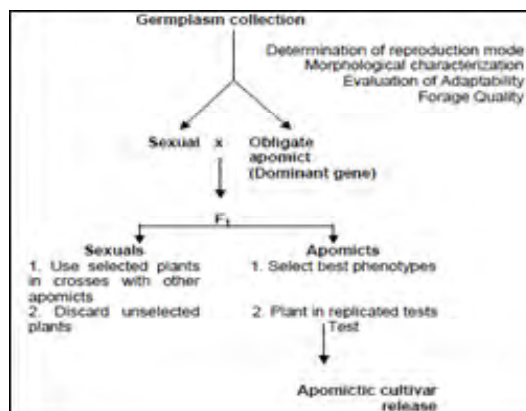 Germplasm collection
Determination of reproduction mode
Morphological characterization
Evaluation of Adaptability
Forage Quality
Sexual x Obligate
apomict
(Dominant gene)
F1
Sexuals
1. Use selected plants
in crosses with other
apomicts
2. Discard unselected
plants
Apomicts
1. Select best phenotypes
2. Plant in replicated tests
Test
Apomictic cultivar
release